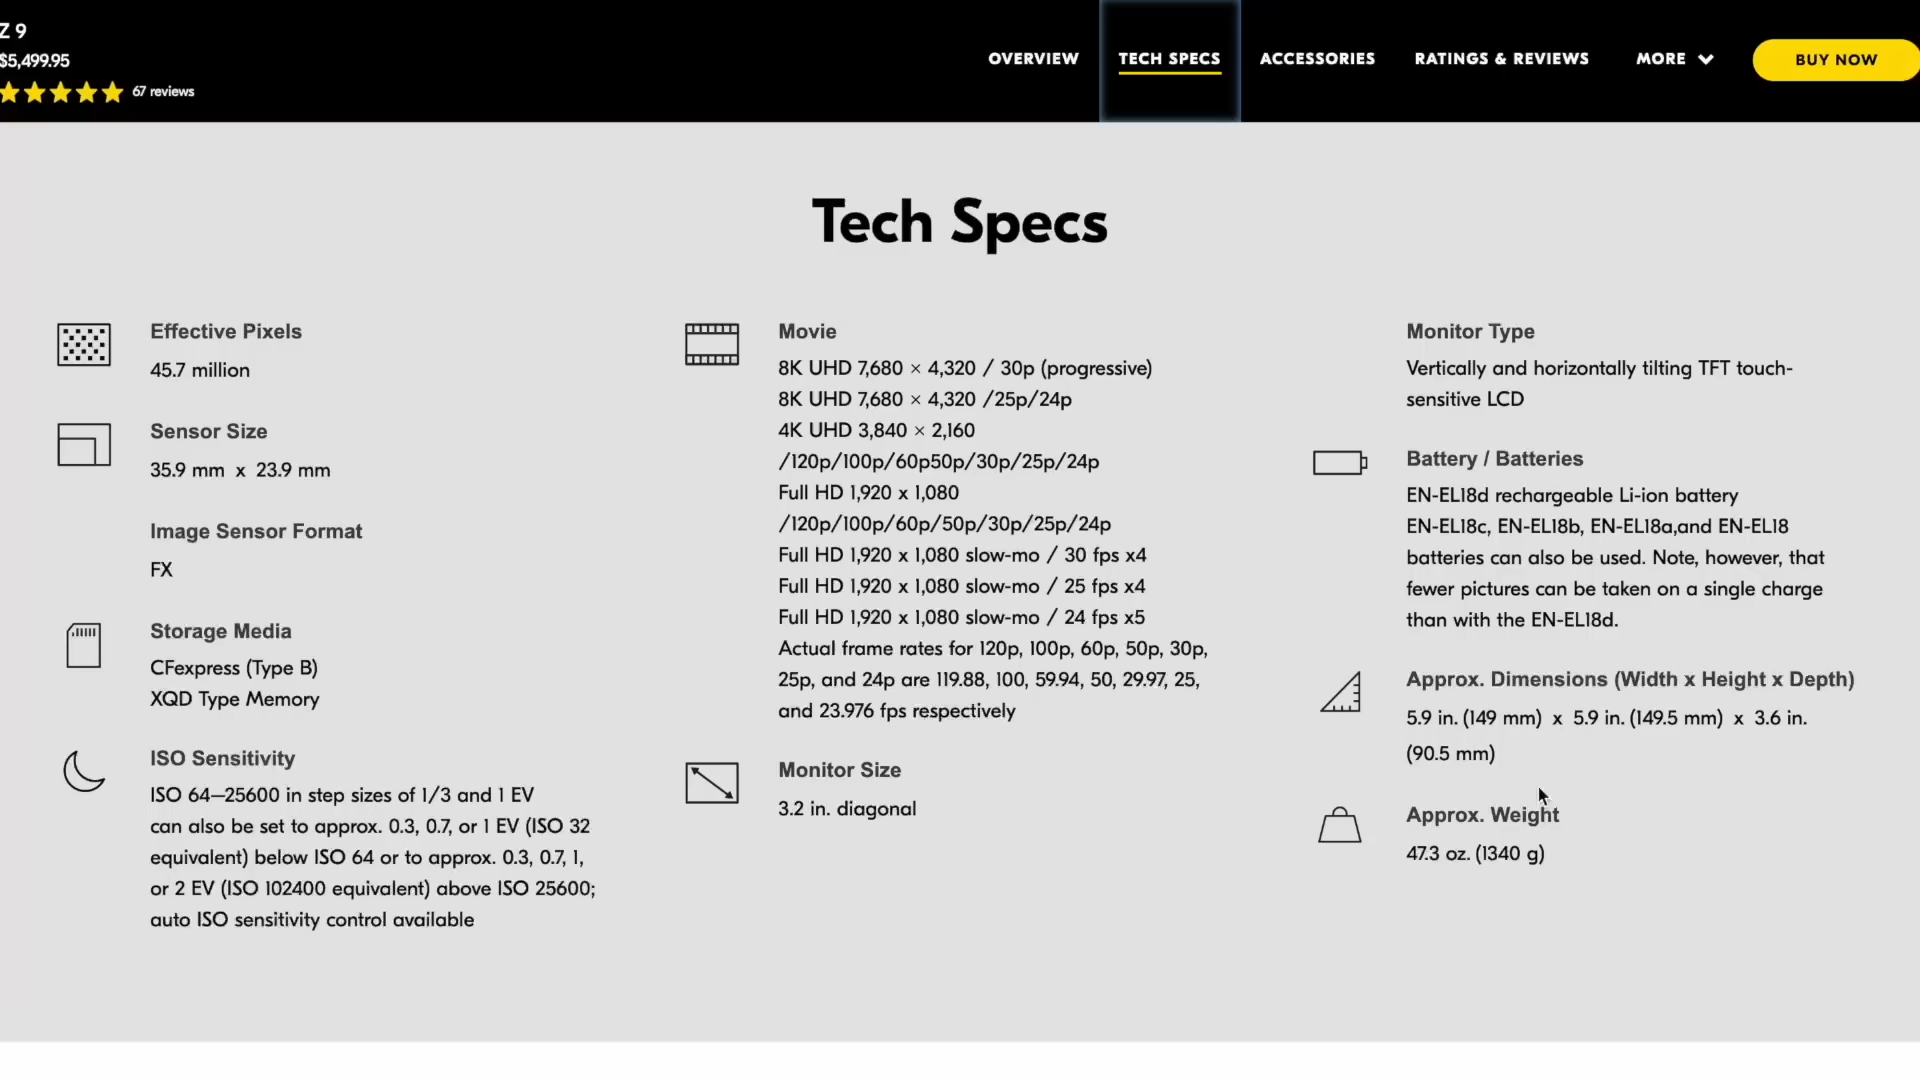 Z 9
$5,499.95
67 reviews
OVERVIEW
TECH SPECS
ACCESSORIES
RATINGS & REVIEWS
MORE
BUY NOW
Tech Specs
Effective Pixels
45.7 million
Sensor Size
35.9 mm x 23.9 mm
Image Sensor Format
FX
Storage Media
CFexpress (Type B)
XQD Type Memory
ISO Sensitivity
ISO 64—25600 in step sizes of 1/3 and 1 EV
can also be set to approx. 0.3, 0.7, or 1 EV (ISO 32
equivalent) below ISO 64 or to approx. 0.3, 0.7, 1,
or 2 EV (ISO 102400 equivalent) above ISO 25600;
auto ISO sensitivity control available
Movie
8K UHD 7,680 × 4,320 / 30p (progressive)
8K UHD 7,680 × 4,320 /25p/24p
4K UHD 3,840 × 2,160
/120p/100p/60p50p/30p/25p/24p
Full HD 1,920 x 1,080
/120p/100p/60p/50p/30p/25p/24p
Full HD 1,920 x 1,080 slow-mo / 30 fps x4
Full HD 1,920 x 1,080 slow-mo / 25 fps x4
Full HD 1,920 x 1,080 slow-mo / 24 fps x5
Actual frame rates for 120p, 100p, 60p, 50p, 30p,
25p, and 24p are 119.88, 100, 59.94, 50, 29.97, 25,
and 23.976 fps respectively
Monitor Size
3.2 in. diagonal
Monitor Type
Vertically and horizontally tilting TFT touch-
sensitive LCD
Battery / Batteries
EN-EL18d rechargeable Li-ion battery
EN-EL18c, EN-EL18b, EN-EL18a,and EN-EL18
batteries can also be used. Note, however, that
fewer pictures can be taken on a single charge
than with the EN-EL18d.
Approx. Dimensions (Width x Height x Depth)
5.9 in. (149 mm) x 5.9 in. (149.5 mm) x 3.6 in.
(90.5 mm)
Approx. Weight
47.3 oz. (1340 g)